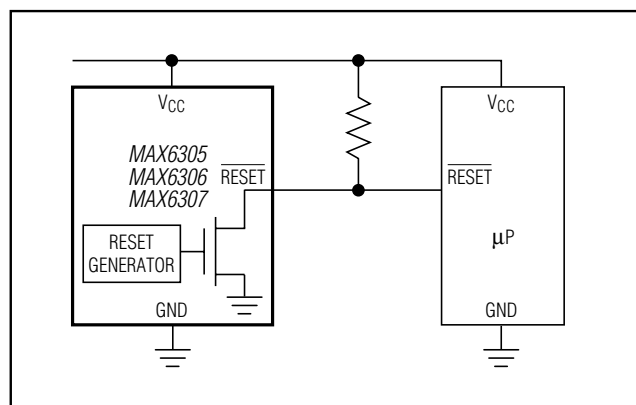 VCC
VCC
MAX6305
MAX6306
MAX6307
RESET
RESET
RESET
GENERATOR
μP
GND
GND